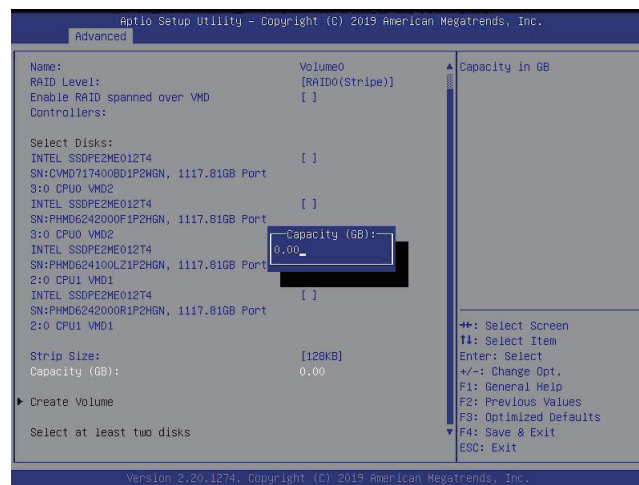 Aptio Setup Utility – Copyright (C) 2019 American Megatrends, Inc.
Advanced
Name: Volume0
RAID Level: [RAID0(Stripe)]
Enable RAID spanned over VMD [ ]
Controllers:
Select Disks:
INTEL SSDPE2ME012T4 [ ]
SN:CVMD717400BD1P2WGN, 1117.81GB Port
3:0 CPU0 VMD2
INTEL SSDPE2ME012T4 [ ]
SN:PHMD6242000F1P2HGN, 1117.81GB Port
3:0 CPU0 VMD2
INTEL SSDPE2ME012T4
SN:PHMD624100LZ1P2HGN, 1117.81GB Port
2:0 CPU1 VMD1
INTEL SSDPE2ME012T4 [ ]
SN:PHMD6242000R1P2HGN, 1117.81GB Port
2:0 CPU1 VMD1
Strip Size: [128KB]
Capacity (GB): 0.00
Create Volume
Select at least two disks
Capacity (GB):
0.00_
Capacity in GB
→←: Select Screen
↑↓: Select Item
Enter: Select
+/-: Change Opt.
F1: General Help
F2: Previous Values
F3: Optimized Defaults
F4: Save & Exit
ESC: Exit
Version 2.20.1274. Copyright (C) 2019 American Megatrends, Inc.